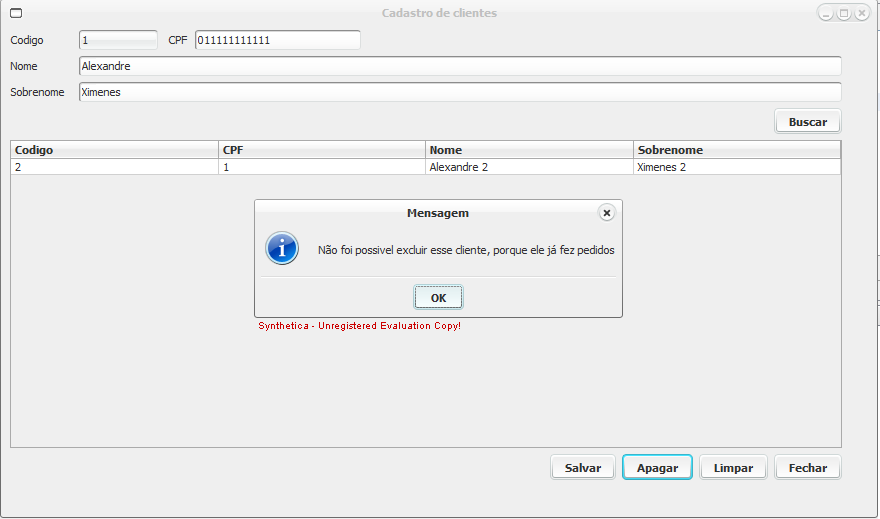 Cadastro de clientes
Codigo 1 CPF 011111111111
Nome Alexandre
Sobrenome Ximenes
Buscar
Codigo CPF Nome Sobrenome
2 1 Alexandre 2 Ximenes 2
Mensagem
Não foi possivel excluir esse cliente, porque ele já fez pedidos
OK
Synthetica - Unregistered Evaluation Copy!
Salvar Apagar Limpar Fechar